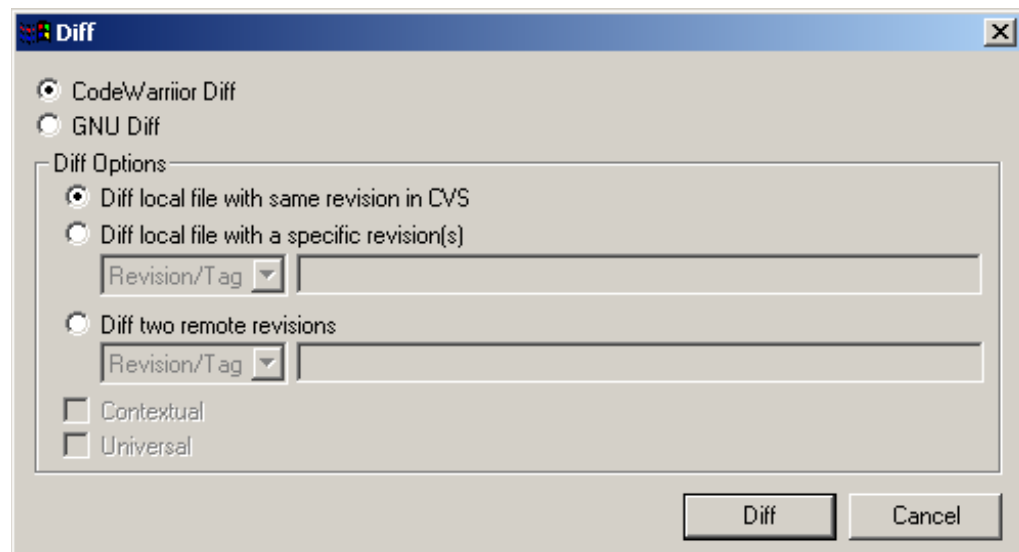 Diff
CodeWarriior Diff
GNU Diff
Diff Options
Diff local file with same revision in CVS
Diff local file with a specific revision(s)
Revision/Tag
Diff two remote revisions
Revision/Tag
Contextual
Universal
Diff Cancel